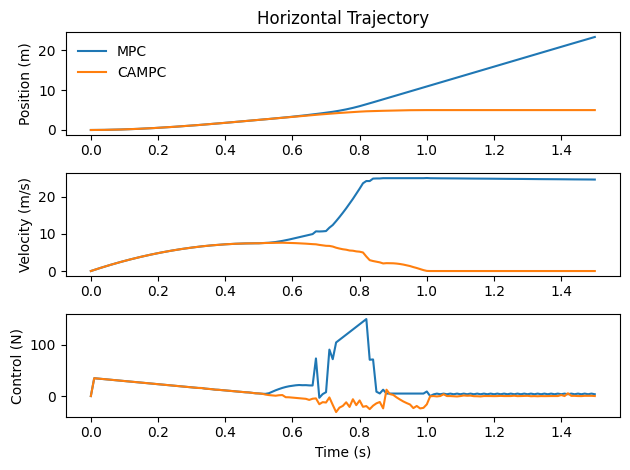 Horizontal Trajectory
Position (m)
20
10
0
MPC
CAMPC
0.0 0.2 0.4 0.6 0.8 1.0 1.2 1.4
Velocity (m/s)
20
10
0
0.0 0.2 0.4 0.6 0.8 1.0 1.2 1.4
Control (N)
100
0
0.0 0.2 0.4 0.6 0.8 1.0 1.2 1.4
Time (s)